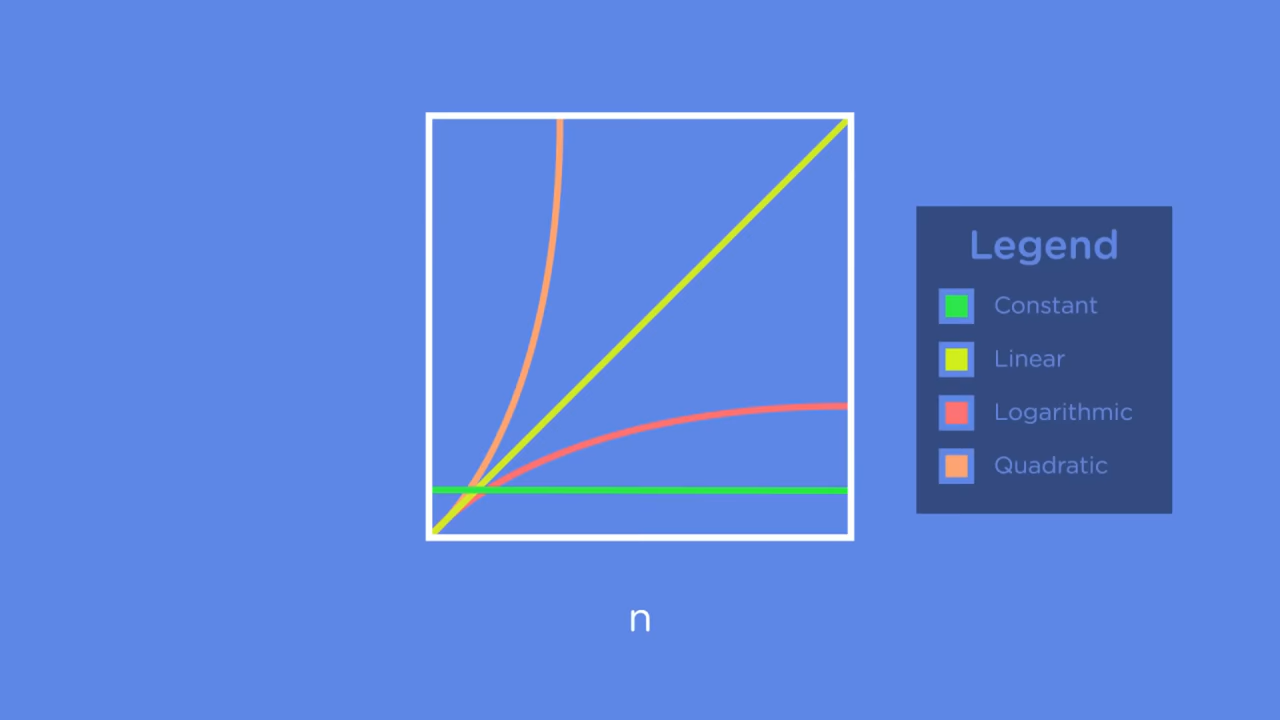 Legend
Constant
Linear
Logarithmic
Quadratic
n